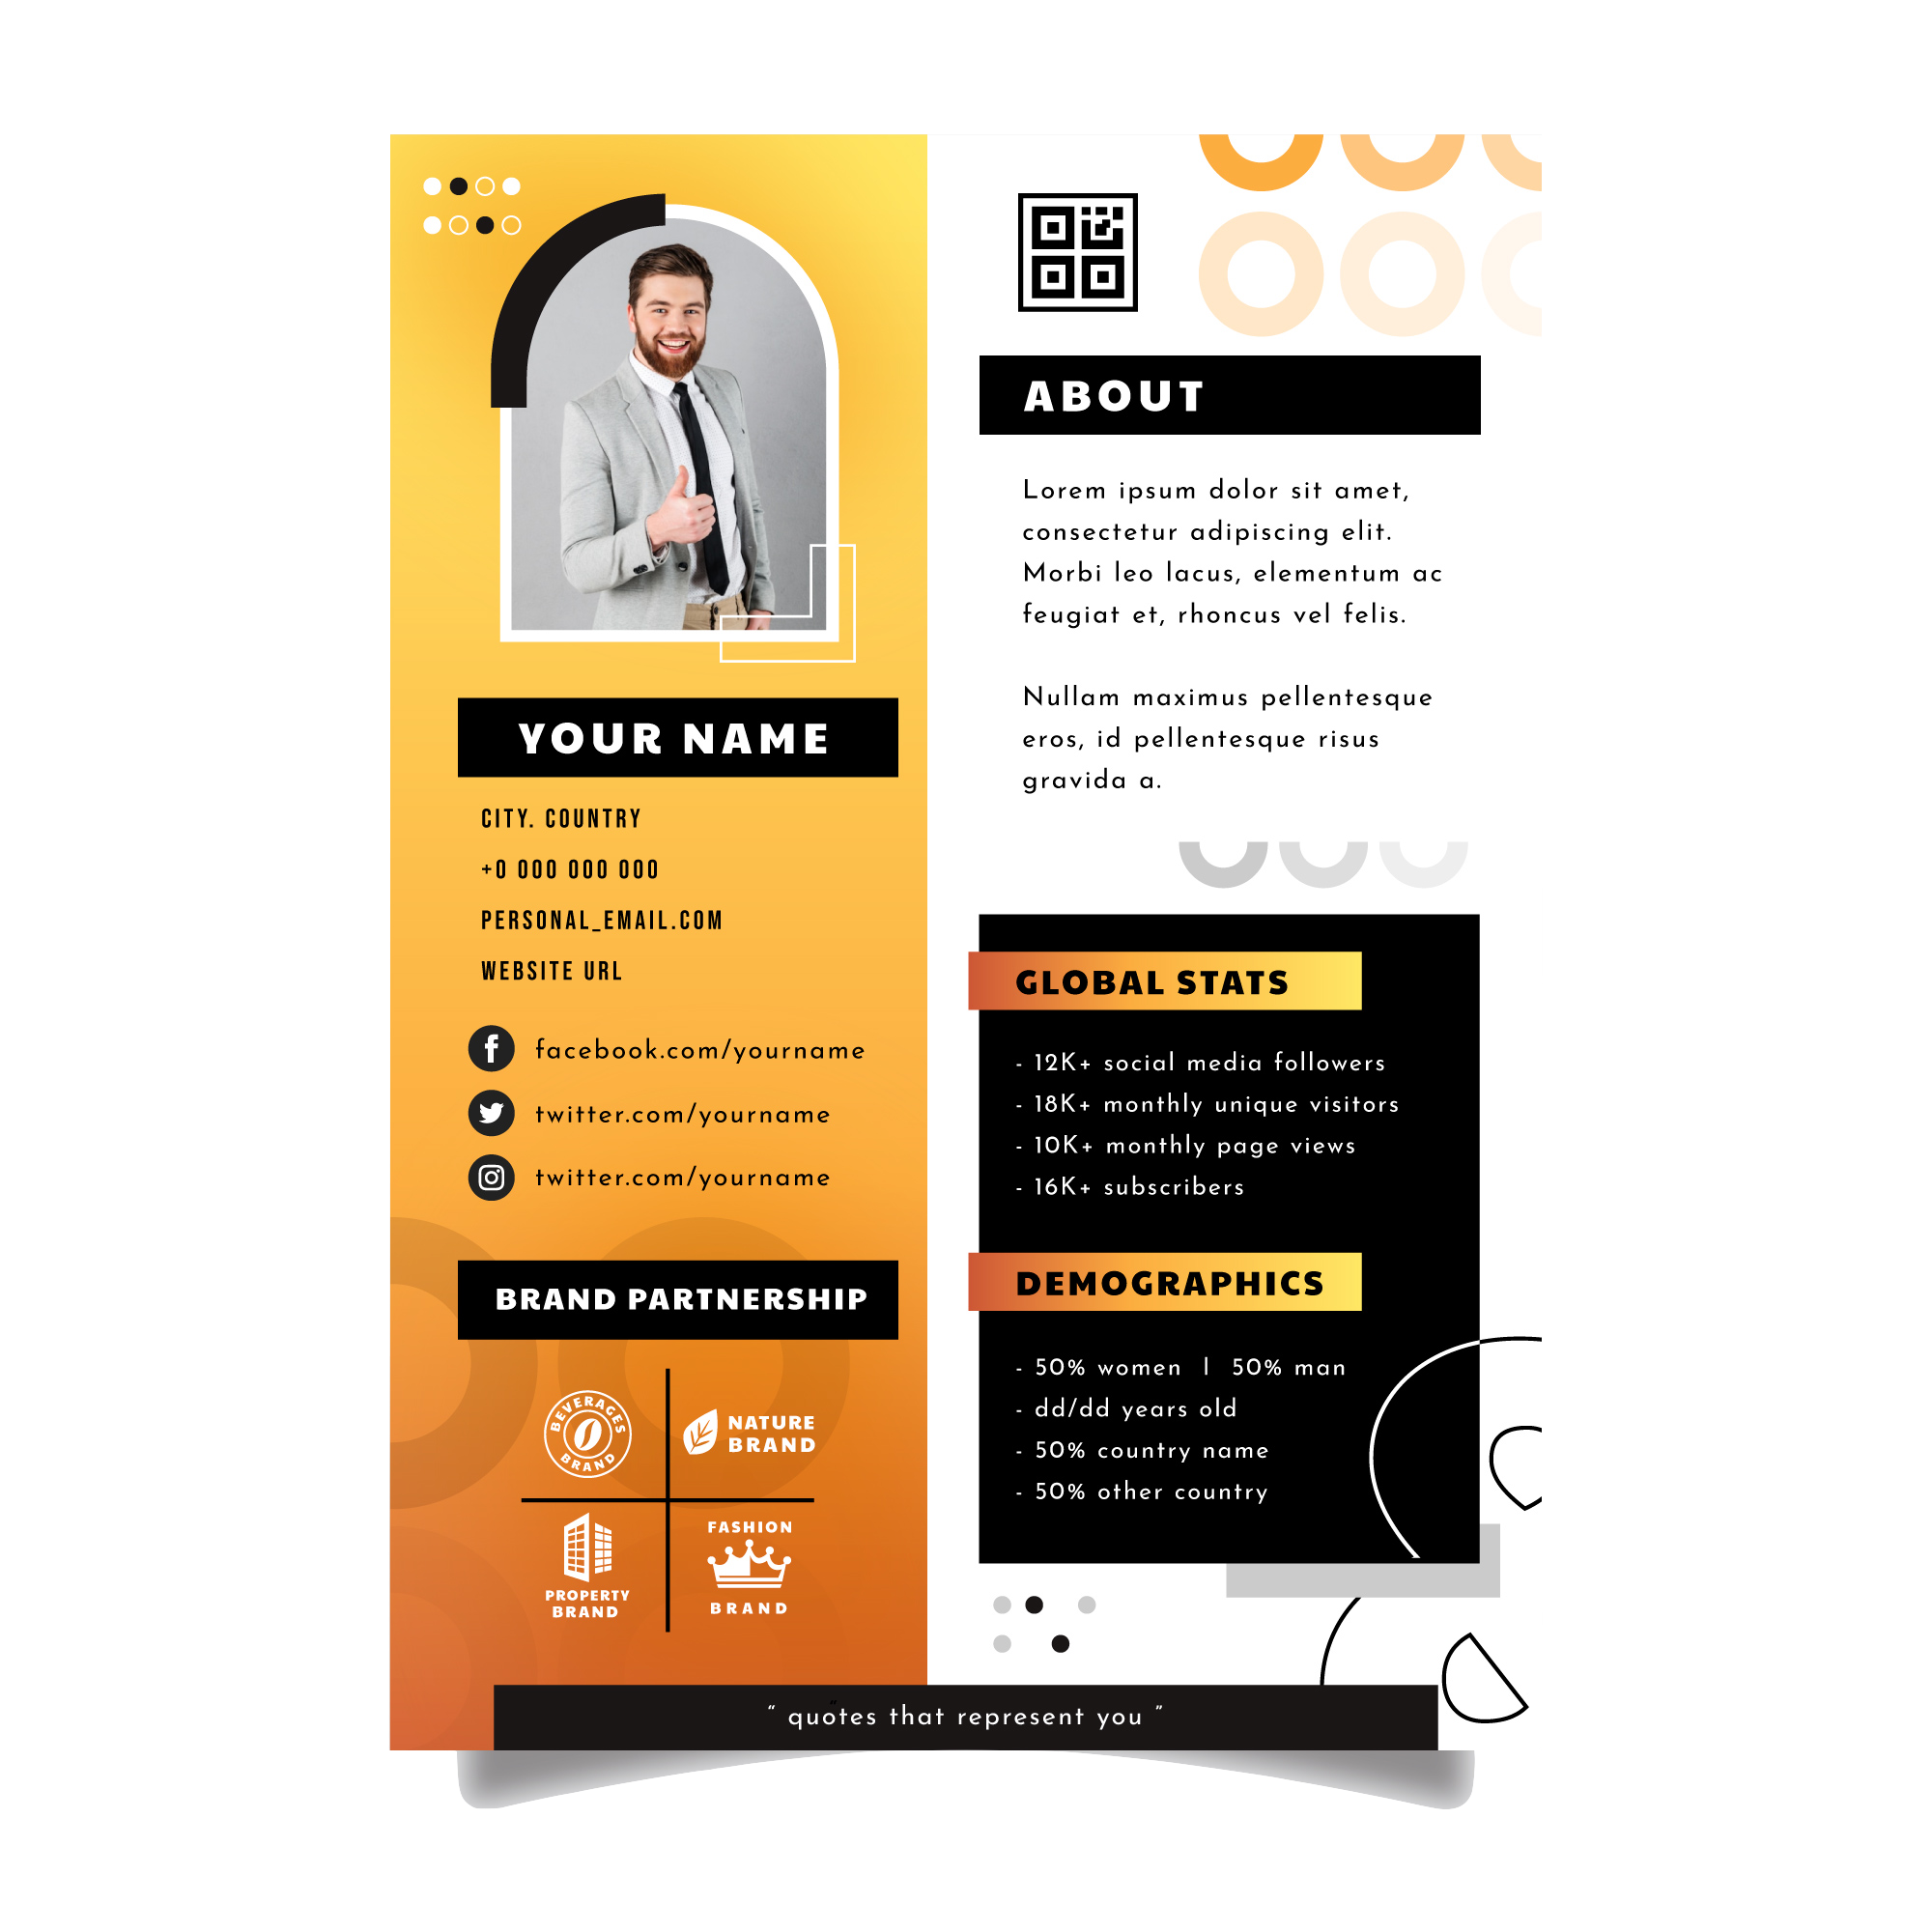 YOUR NAME
CITY. COUNTRY
+0 000 000 000
PERSONAL_EMAIL.COM
WEBSITE URL
facebook.com/yourname
twitter.com/yourname
twitter.com/yourname
BRAND PARTNERSHIP
BEVERAGES
BRAND
NATURE
BRAND
PROPERTY
BRAND
FASHION
BRAND
ABOUT
Lorem ipsum dolor sit amet,
consectetur adipiscing elit.
Morbi leo lacus, elementum ac
feugiat et, rhoncus vel felis.
Nullam maximus pellentesque
eros, id pellentesque risus
gravida a.
GLOBAL STATS
- 12K+ social media followers
- 18K+ monthly unique visitors
- 10K+ monthly page views
- 16K+ subscribers
DEMOGRAPHICS
- 50% women | 50% man
- dd/dd years old
- 50% country name
- 50% other country
“ quotes that represent you ”